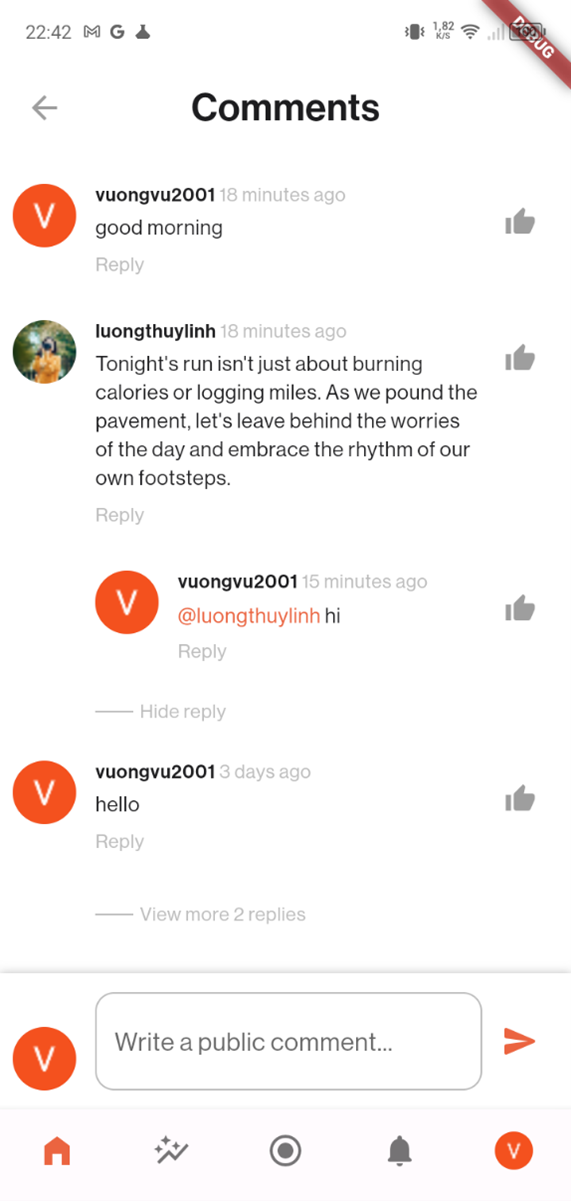 22:42 M G 1,82 K/S DEBUG
Comments
vuongvu2001 18 minutes ago
V
good morning
Reply
luongthuylinh 18 minutes ago
Tonight's run isn't just about burning
calories or logging miles. As we pound the
pavement, let's leave behind the worries
of the day and embrace the rhythm of our
own footsteps.
Reply
vuongvu2001 15 minutes ago
V
@luongthuylinh hi
Reply
Hide reply
vuongvu2001 3 days ago
V
hello
Reply
View more 2 replies
V
Write a public comment...
V